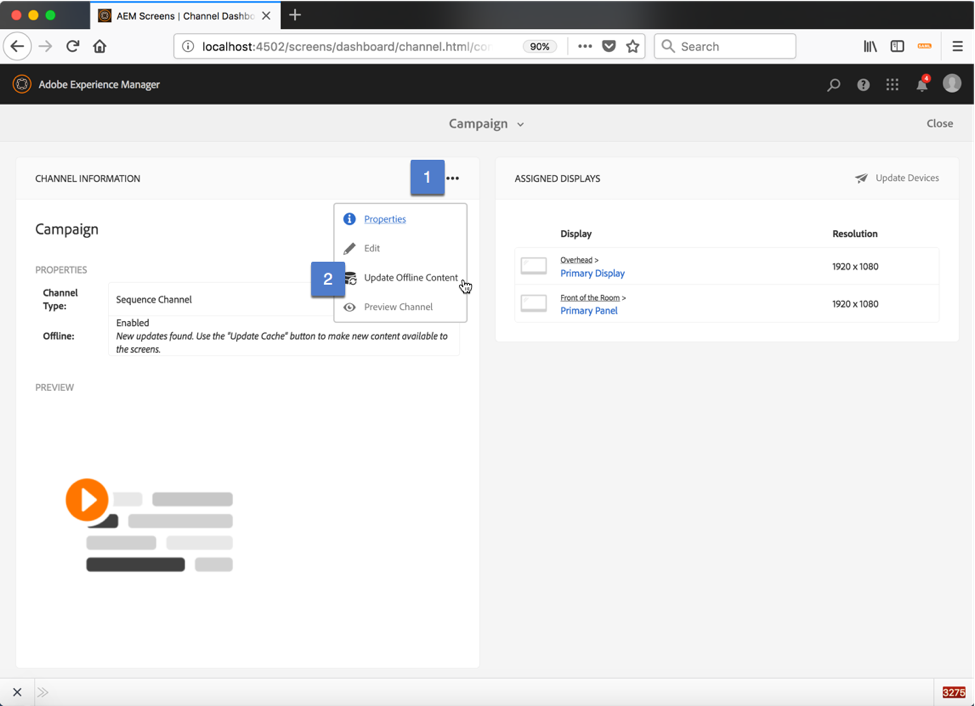 AEM Screens | Channel Dashbo
localhost:4502/screens/dashboard/channel.html/cor
90%
Search
Adobe Experience Manager
4
Campaign
Close
CHANNEL INFORMATION
1
ASSIGNED DISPLAYS
Update Devices
Properties
Edit
2
Update Offline Content
Preview Channel
Campaign
PROPERTIES
Channel Type:
Sequence Channel
Offline:
Enabled
New updates found. Use the "Update Cache" button to make new content available to
the screens.
PREVIEW
Display
Resolution
Overhead >
Primary Display
1920 x 1080
Front of the Room >
Primary Panel
1920 x 1080
3275